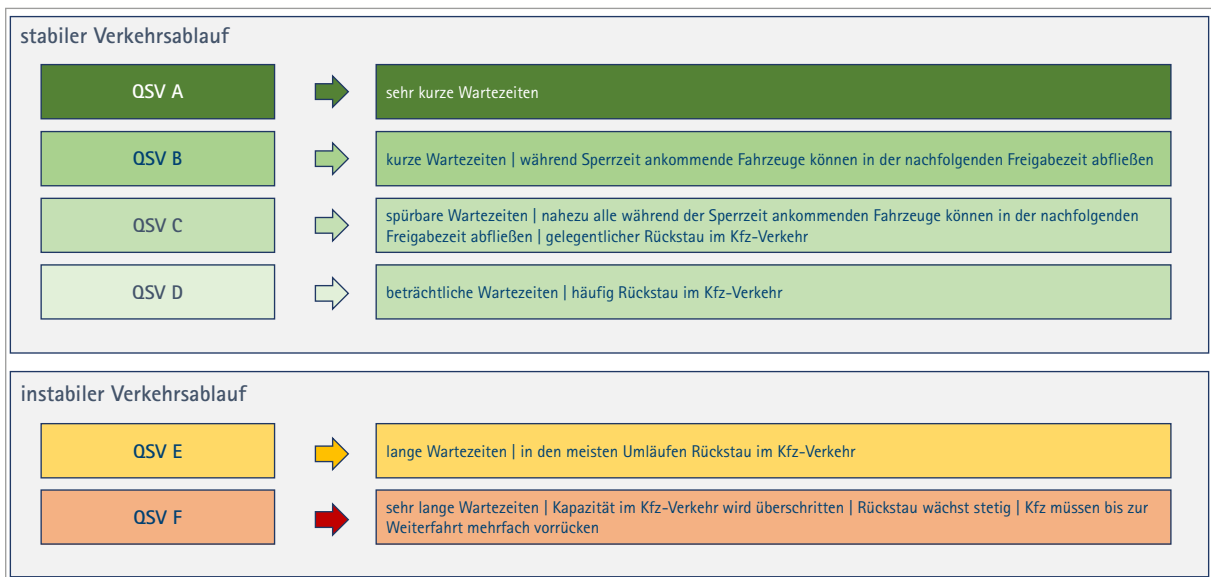 stabiler Verkehrsablauf
QSV A
sehr kurze Wartezeiten
QSV B
kurze Wartezeiten | während Sperrzeit ankommende Fahrzeuge können in der nachfolgenden Freigabezeit abfließen
QSV C
spürbare Wartezeiten | nahezu alle während der Sperrzeit ankommenden Fahrzeuge können in der nachfolgenden
Freigabezeit abfließen | gelegentlicher Rückstau im Kfz-Verkehr
QSV D
beträchtliche Wartezeiten | häufig Rückstau im Kfz-Verkehr
instabiler Verkehrsablauf
QSV E
lange Wartezeiten | in den meisten Umläufen Rückstau im Kfz-Verkehr
QSV F
sehr lange Wartezeiten | Kapazität im Kfz-Verkehr wird überschritten | Rückstau wächst stetig | Kfz müssen bis zur
Weiterfahrt mehrfach vorrücken